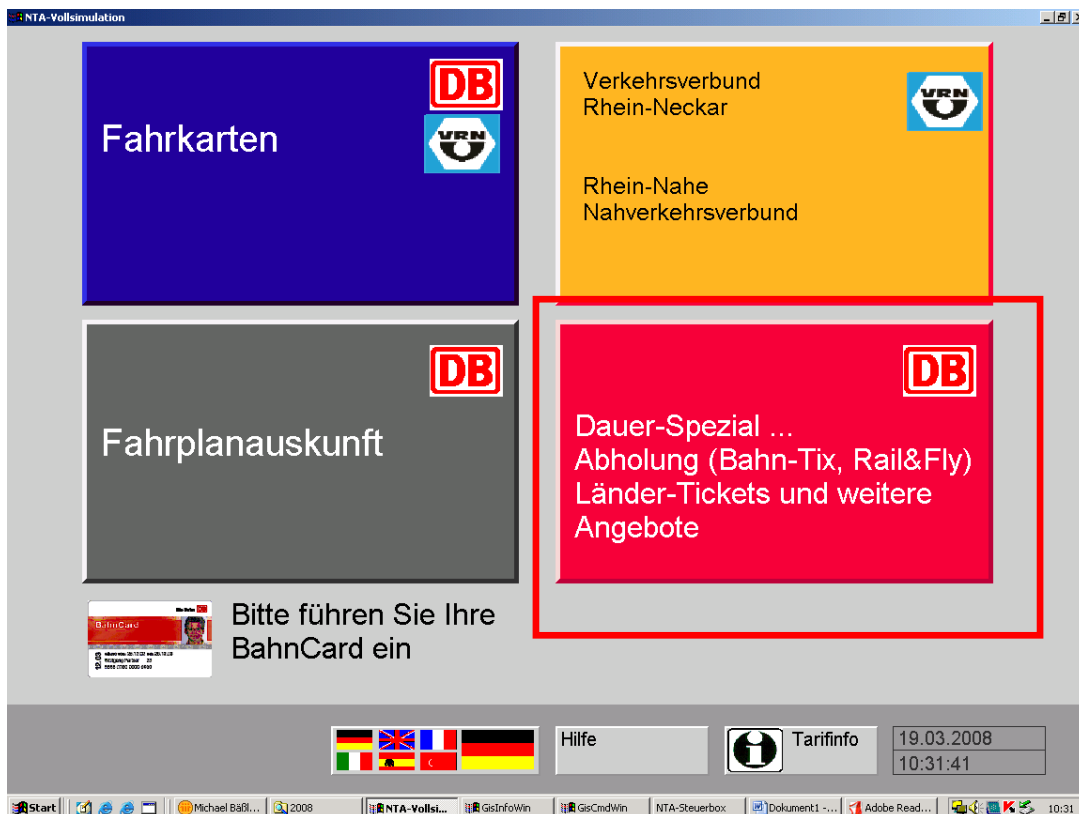 NTA-Vollsimulation
DB
VRN
Fahrkarten
Verkehrsverbund
Rhein-Neckar
VRN
Rhein-Nahe
Nahverkehrsverbund
DB
Fahrplanauskunft
DB
Dauer-Spezial ...
Abholung (Bahn-Tix, Rail&Fly)
Länder-Tickets und weitere
Angebote
BahnCard
Bitte führen Sie Ihre
BahnCard ein
Hilfe
Tarifinfo
19.03.2008
10:31:41
Start
Michael Bäßl...
2008
NTA-Vollsi...
GisInfoWin
GisCmdWin
NTA-Steuerbox
Dokument1 -...
Adobe Read...
10:31